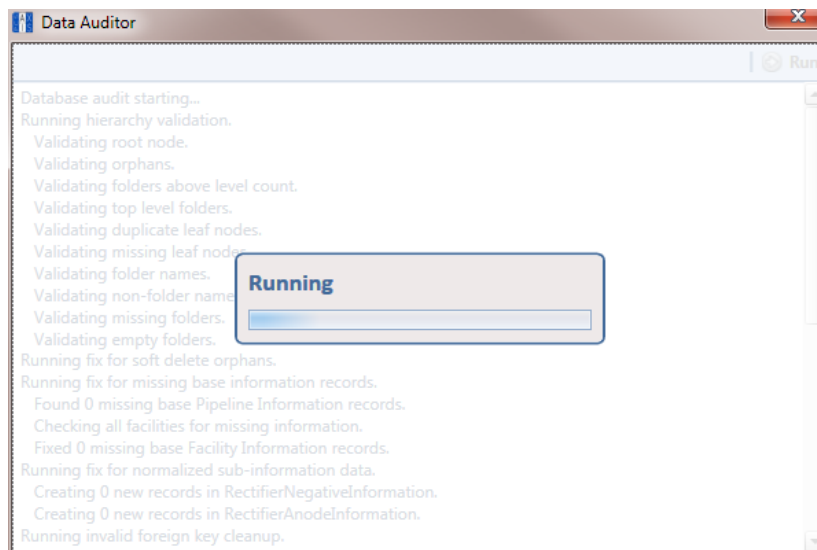 Data Auditor
Run
Database audit starting...
Running hierarchy validation.
Validating root node.
Validating orphans.
Validating folders above level count.
Validating top level folders.
Validating duplicate leaf nodes.
Validating missing leaf nodes
Validating folder names.
Validating non-folder name
Validating missing folders.
Validating empty folders.
Running
Running fix for soft delete orphans.
Running fix for missing base information records.
Found 0 missing base Pipeline Information records.
Checking all facilities for missing information.
Fixed 0 missing base Facility Information records.
Running fix for normalized sub-information data.
Creating 0 new records in RectifierNegativeInformation.
Creating 0 new records in RectifierAnodeInformation.
Running invalid foreign key cleanup.